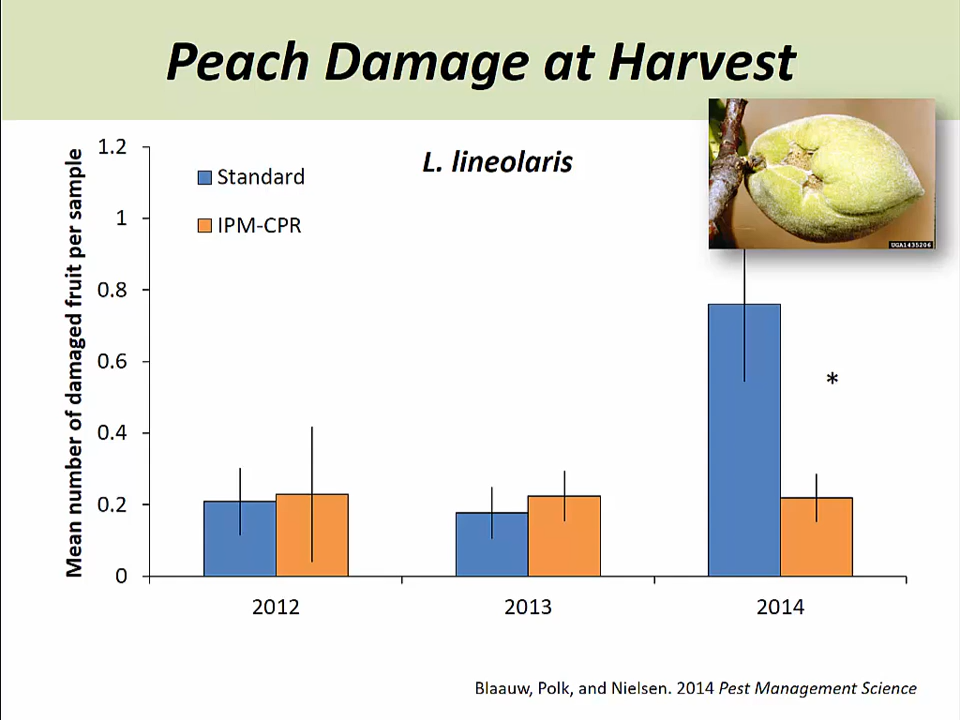 Peach Damage at Harvest
L. lineolaris
Standard
IPM-CPR
Mean number of damaged fruit per sample
1.2
1
0.8
0.6
0.4
0.2
0
*
2012
2013
2014
UGA1435206
Blaauw, Polk, and Nielsen. 2014 Pest Management Science